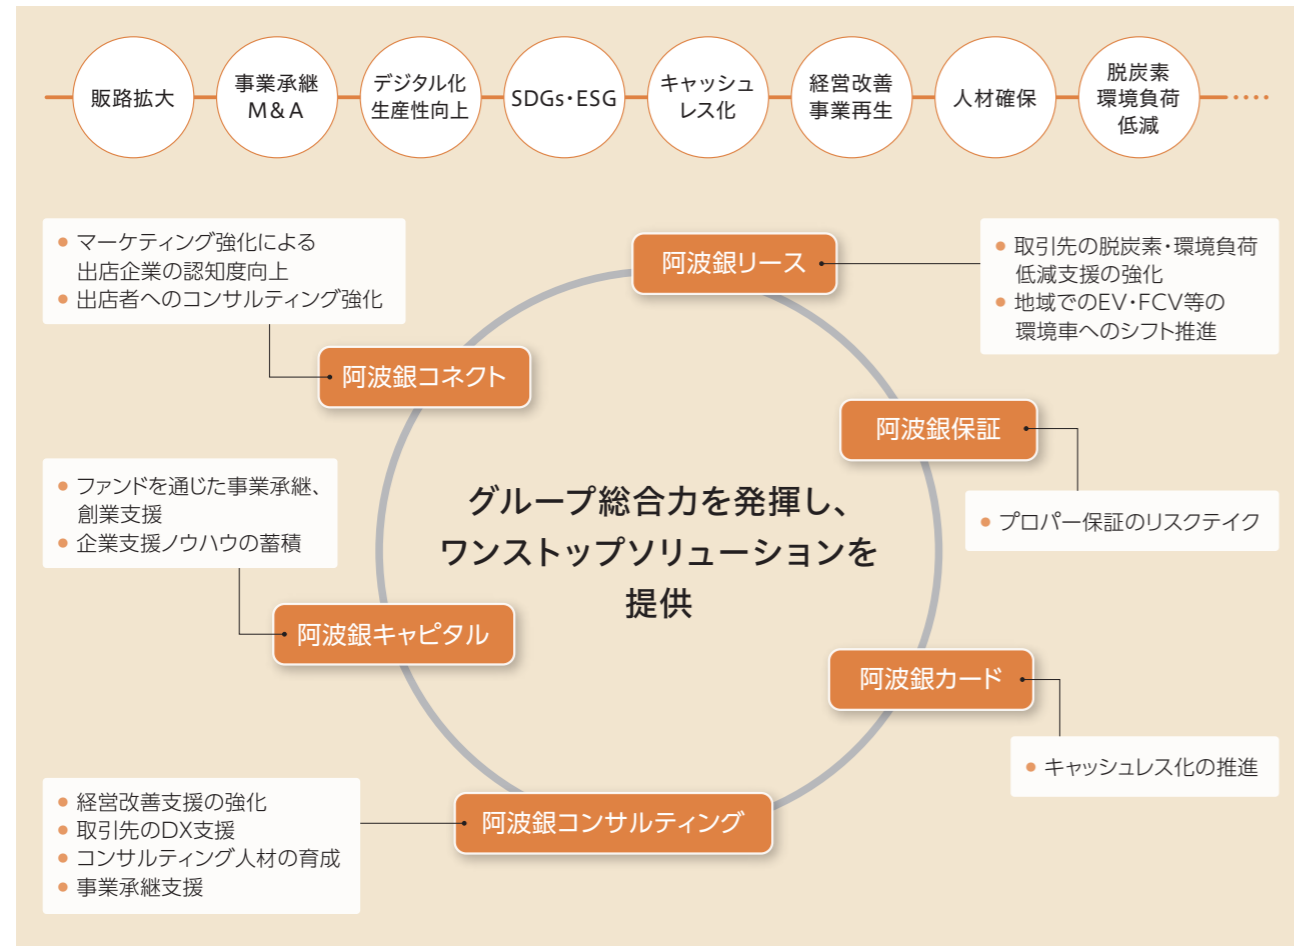 販路拡大
事業承継
M&A
デジタル化
生産性向上
SDGs・ESG
キャッシュ
レス化
経営改善
事業再生
人材確保
脱炭素
環境負荷
低減
● マーケティング強化による
出店企業の認知度向上
● 出店者へのコンサルティング強化
阿波銀リース
● 取引先の脱炭素・環境負荷
低減支援の強化
● 地域でのEV・FCV等の
環境車へのシフト推進
阿波銀コネクト
阿波銀保証
● ファンドを通じた事業承継、
創業支援
● 企業支援ノウハウの蓄積
グループ総合力を発揮し、
ワンストップソリューションを
提供
● プロパー保証のリスクテイク
阿波銀キャピタル
阿波銀カード
● キャッシュレス化の推進
● 経営改善支援の強化
● 取引先のDX支援
● コンサルティング人材の育成
● 事業承継支援
阿波銀コンサルティング